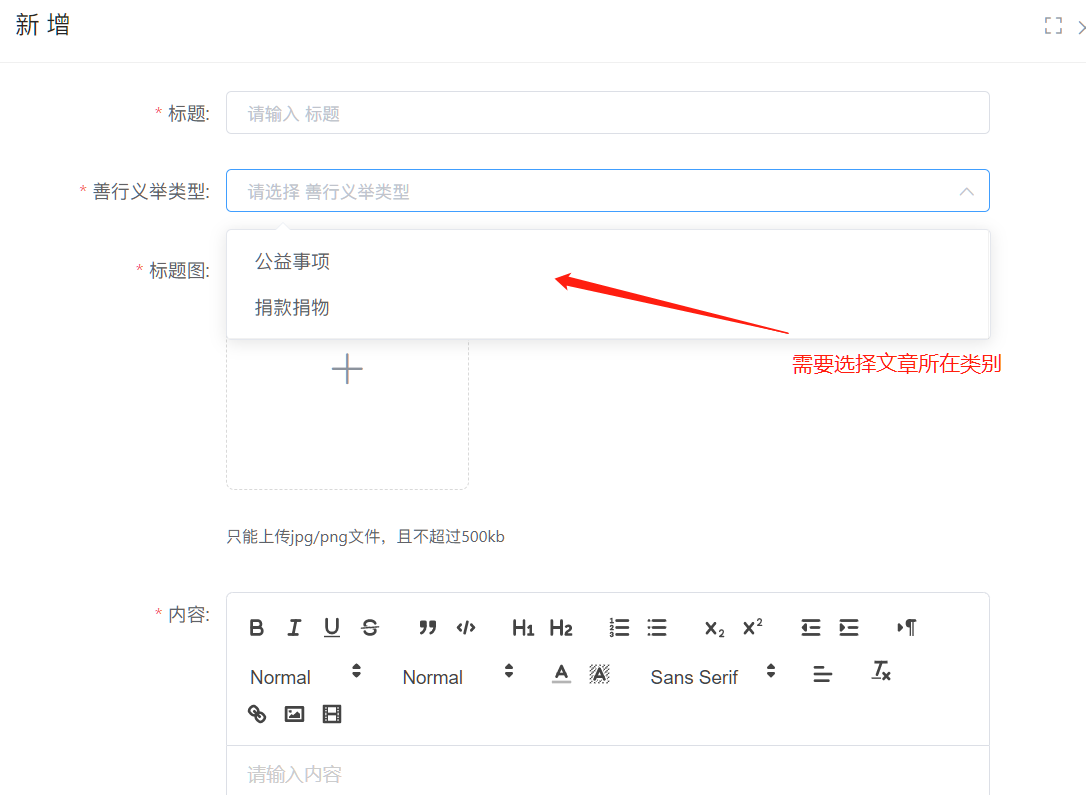 新 增
* 标题:
请输入 标题
* 善行义举类型:
请选择 善行义举类型
* 标题图:
公益事项
捐款捐物
需要选择文章所在类别
只能上传jpg/png文件，且不超过500kb
* 内容:
B I U S H1 H2 X2 X2
Normal Normal A A Sans Serif Tx
请输入内容